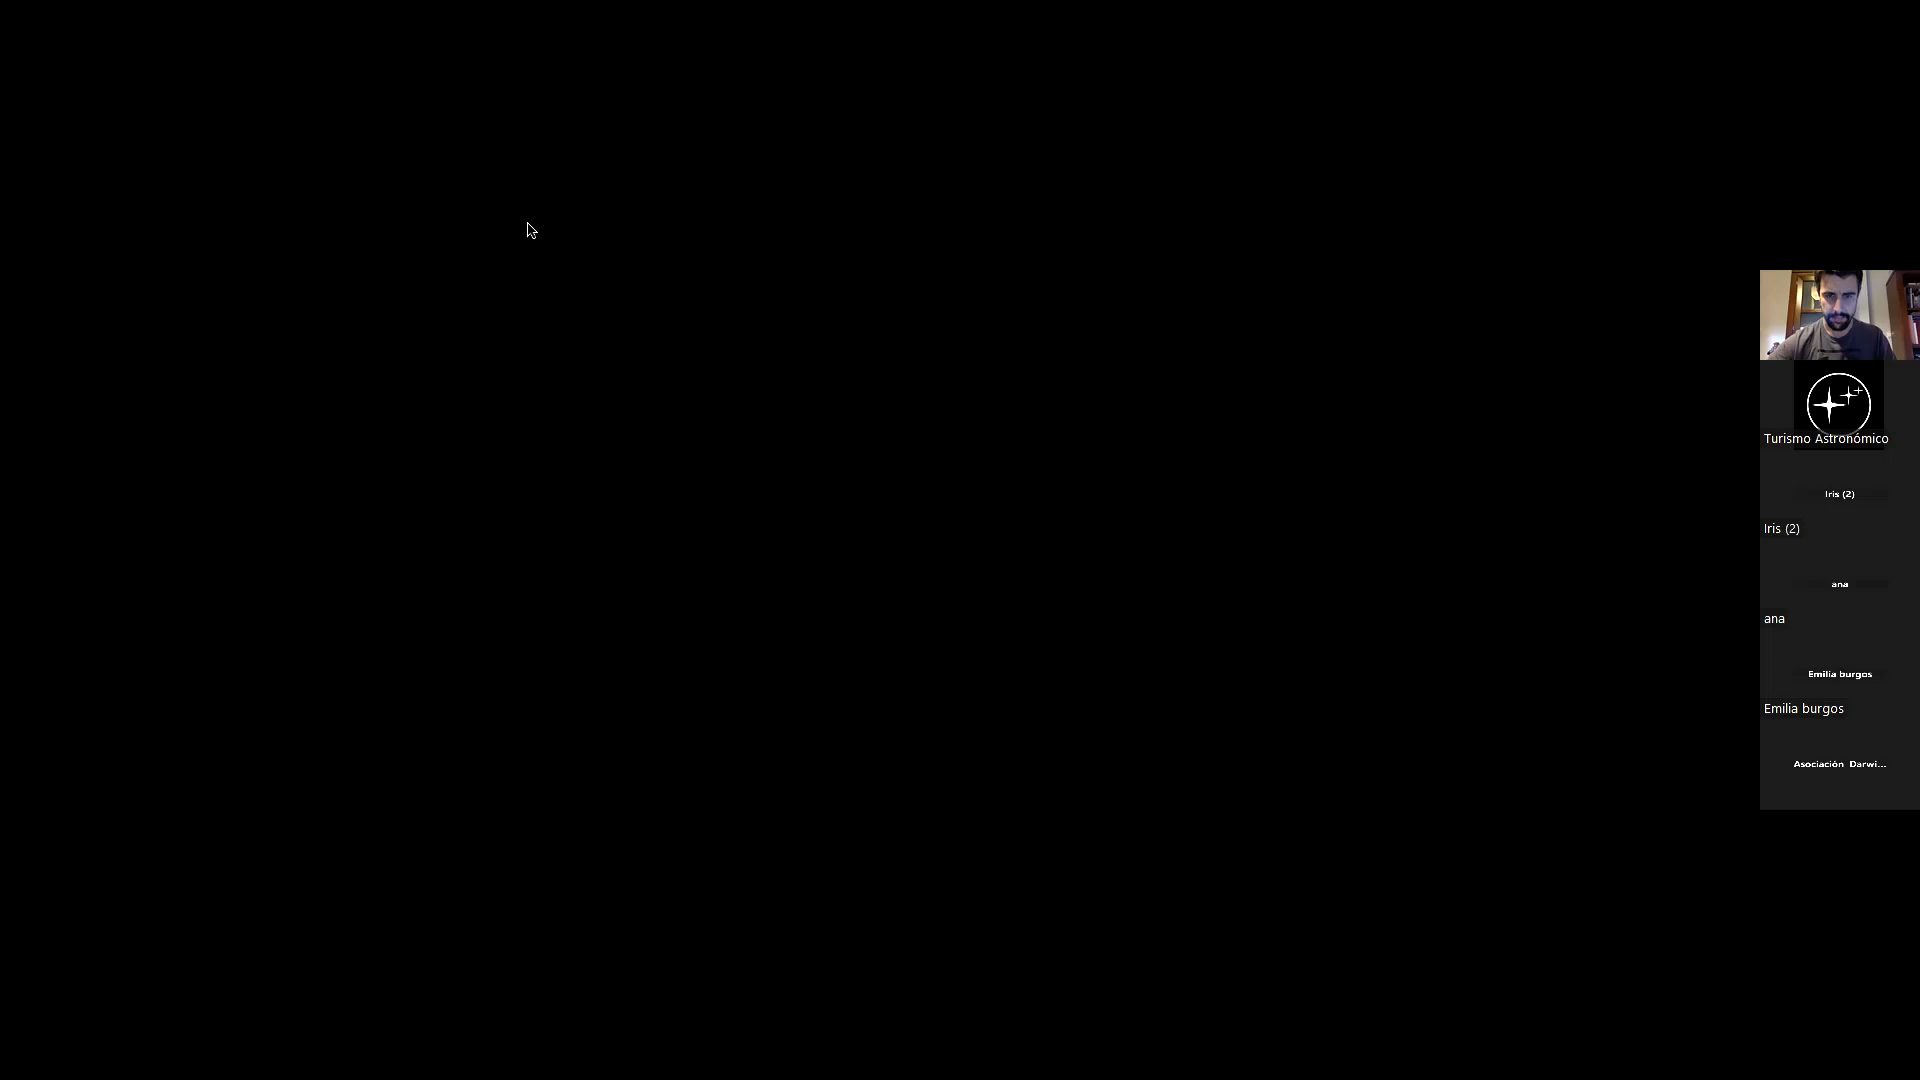 Turismo Astronómico
Iris (2)
Iris (2)
ana
ana
Emilia burgos
Emilia burgos
Asociación Darwi...